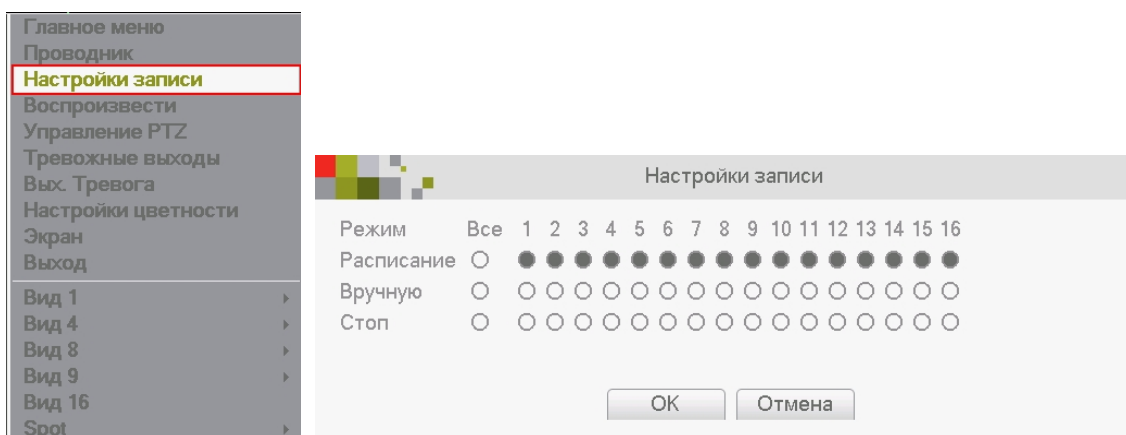 Главное меню
Проводник
Настройки записи
Воспроизвести
Управление PTZ
Тревожные выходы
Вых. Тревога
Настройки цветности
Экран
Выход
Вид 1
Вид 4
Вид 8
Вид 9
Вид 16
Spot
Настройки записи
Режим Все 1 2 3 4 5 6 7 8 9 10 11 12 13 14 15 16
Расписание
Вручную
Стоп
OK Отмена